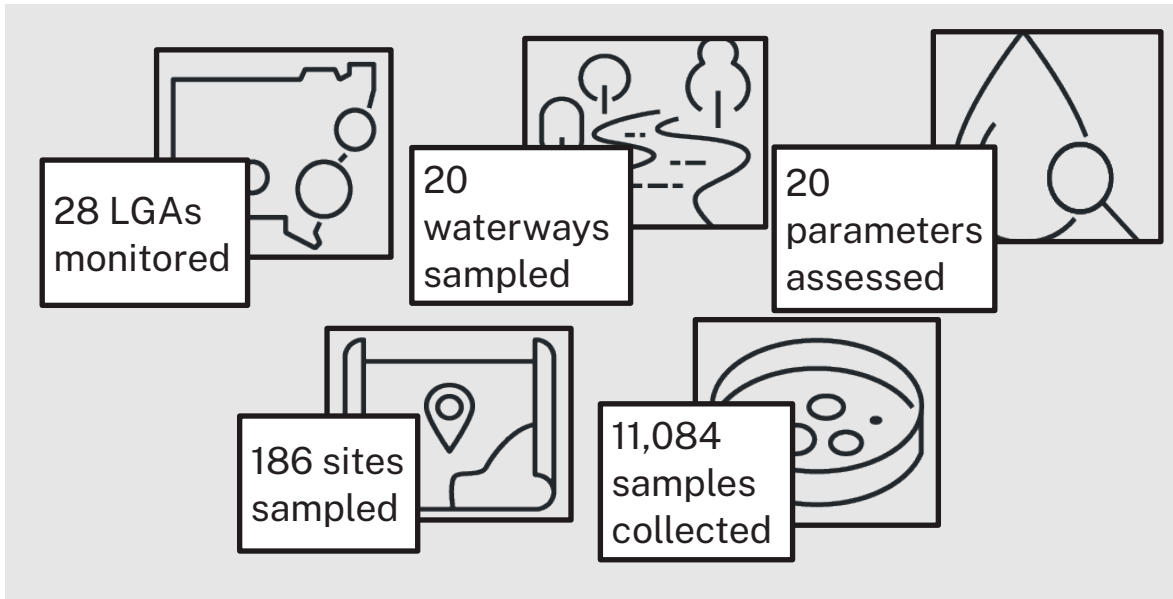 28 LGAs
monitored
20
waterways
sampled
20
parameters
assessed
186 sites
sampled
11,084
samples
collected